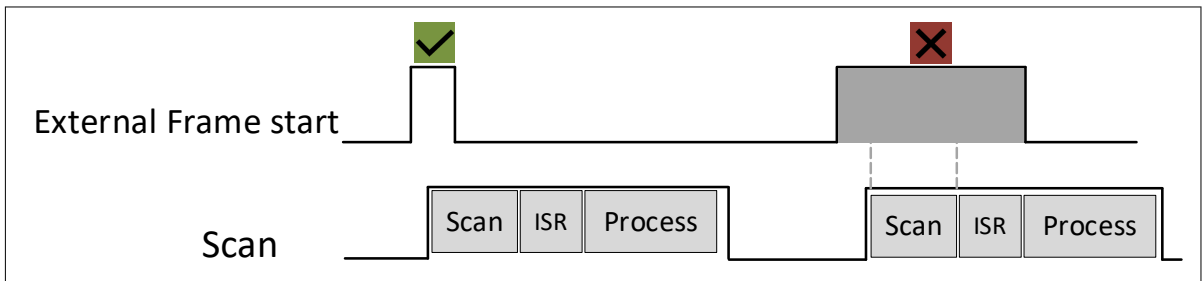 External Frame start
Scan ISR Process Scan ISR Process
Scan